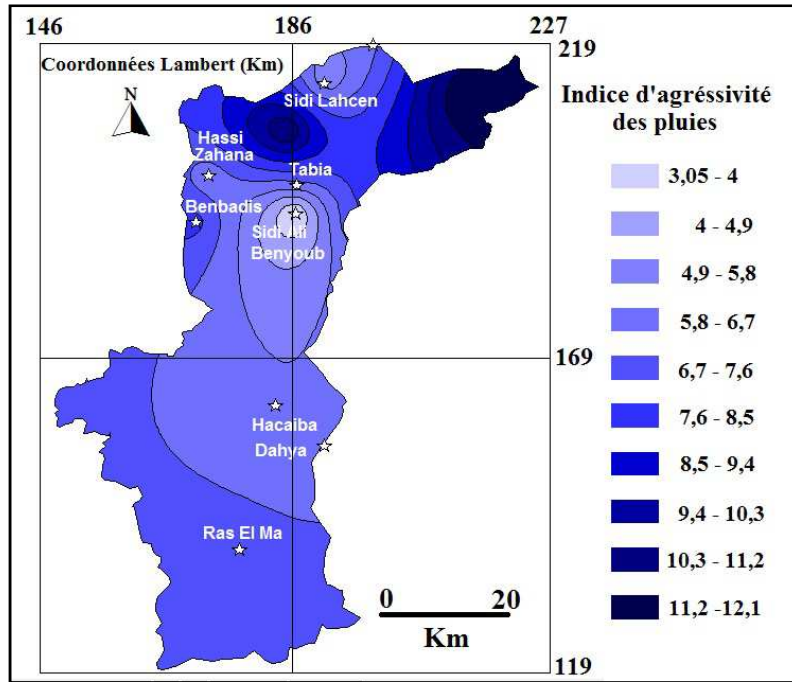 146
186
227
219
Coordonnées Lambert (Km)
N
Sidi Lahcen
Hassi
Zahana
Tabia
Benbadis
Sidi Ali
Benyoub
169
Hacaiba
Dahya
Ras El Ma
0
20
Km
119
Indice d'agréssivité
des pluies
3,05 - 4
4 - 4,9
4,9 - 5,8
5,8 - 6,7
6,7 - 7,6
7,6 - 8,5
8,5 - 9,4
9,4 - 10,3
10,3 - 11,2
11,2 -12,1